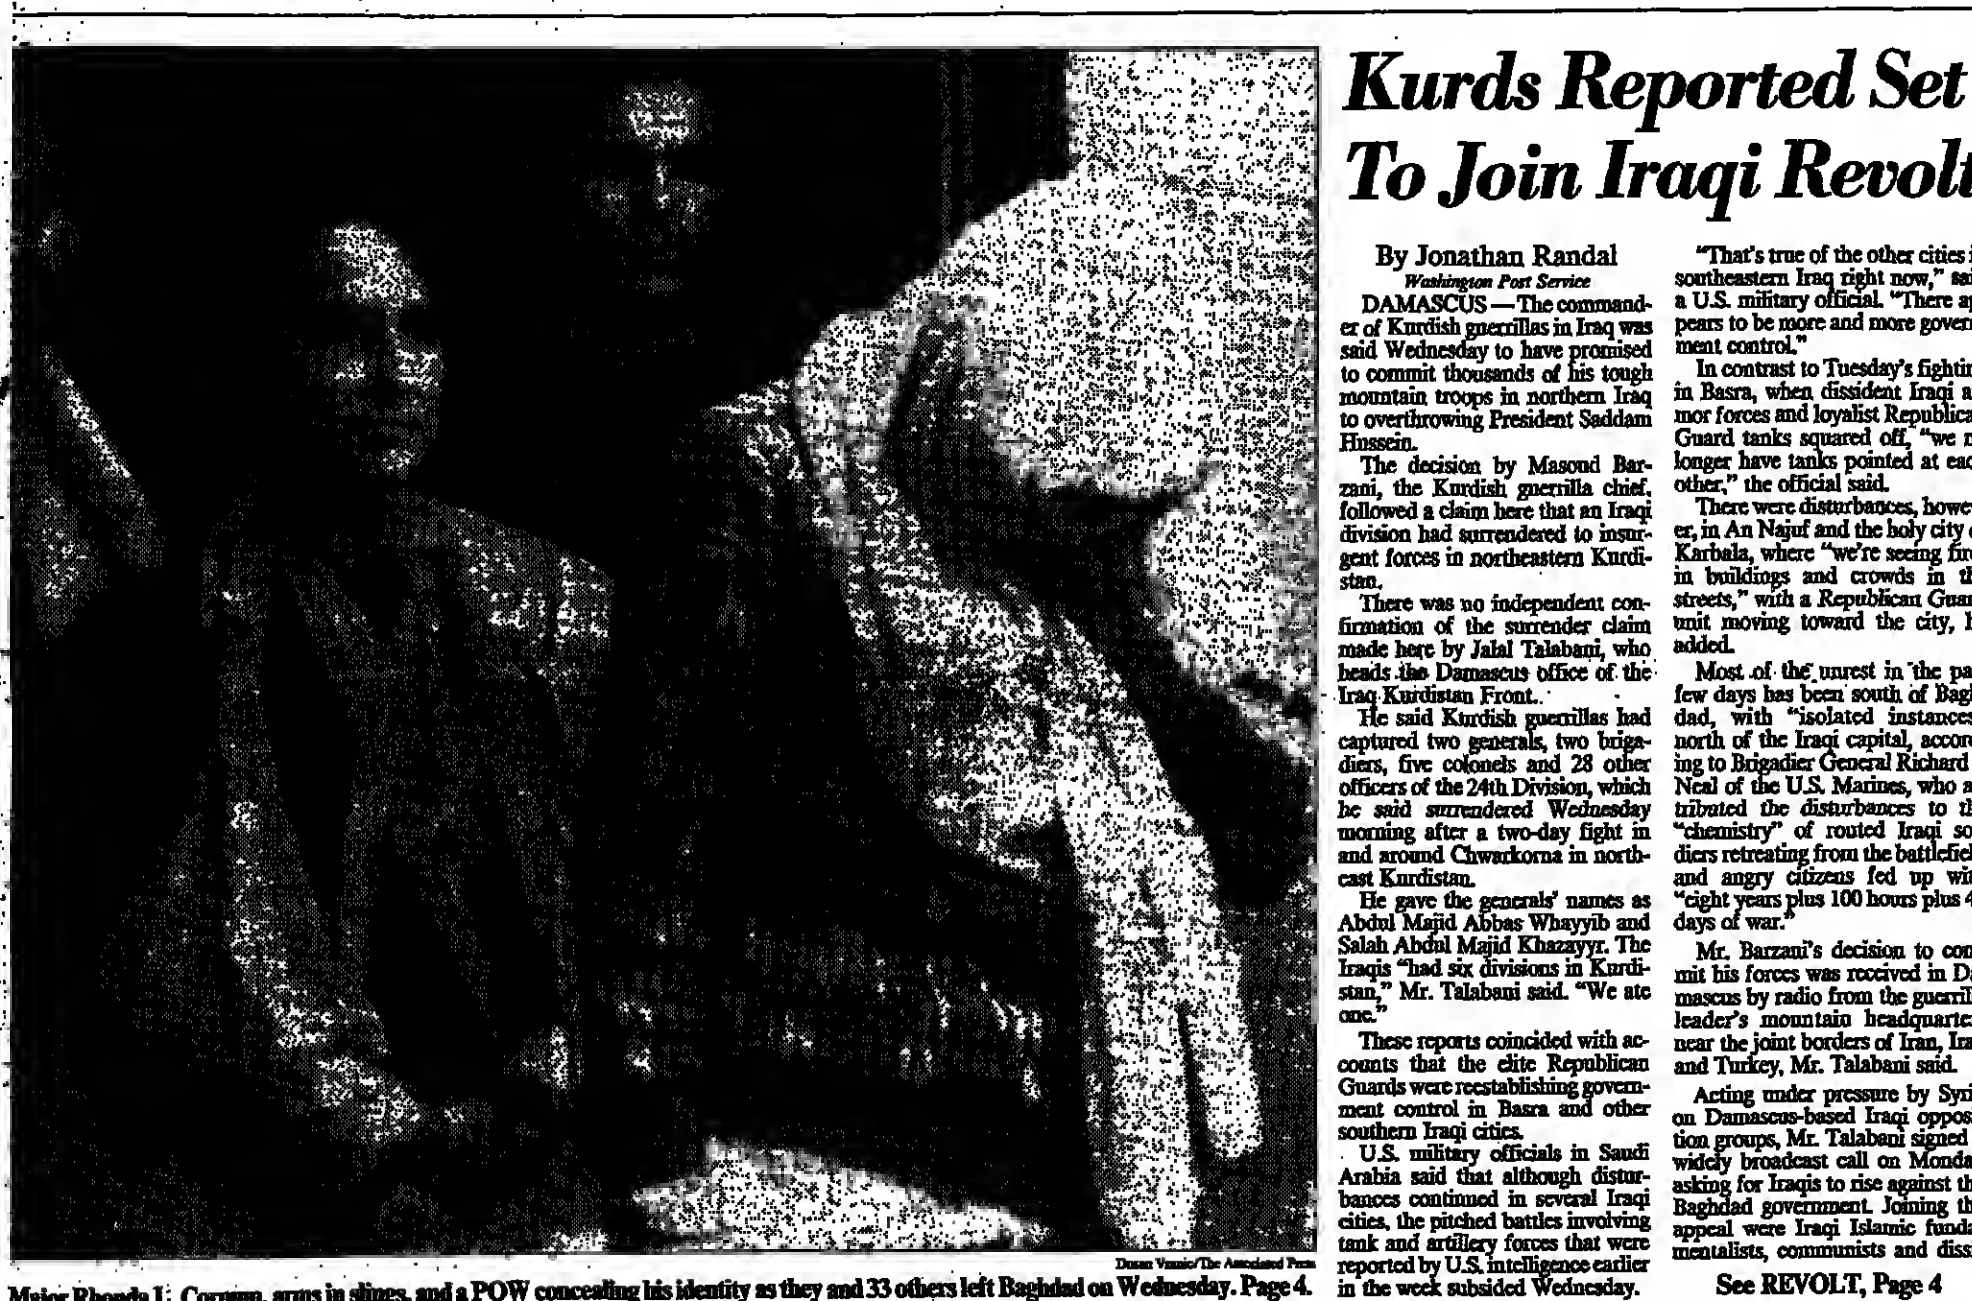 Kurds Reported Set
To Join Iraqi Revolt
By Jonathan Randal
Washington Post Service
DAMASCUS — The command-
er of Kurdish guerrillas in Iraq was
said Wednesday to have promised
to commit thousands of his tough
mountain troops in northern Iraq
to overthrowing President Saddam
Hussein.
The decision by Masoud Bar-
zani, the Kurdish guerrilla chief,
followed a claim here that an Iraqi
division had surrendered to insur-
gent forces in northeastern Kurdi-
stan.
There was no independent con-
firmation of the surrender claim
made here by Jalal Talabani, who
heads the Damascus office of the
Iraq Kurdistan Front.
He said Kurdish guerrillas had
captured two generals, two briga-
diers, five colonels and 28 other
officers of the 24th Division, which
he said surrendered Wednesday
morning after a two-day fight in
and around Chwarkorna in north-
east Kurdistan.
He gave the generals' names as
Abdul Majid Abbas Whayyib and
Salah Abdul Majid Khazayyr. The
Iraqis "had six divisions in Kurdi-
stan," Mr. Talabani said. "We ate
one."
These reports coincided with ac-
counts that the elite Republican
Guards were reestablishing govern-
ment control in Basra and other
southern Iraqi cities.
U.S. military officials in Saudi
Arabia said that although distur-
bances continued in several Iraqi
cities, the pitched battles involving
tank and artillery forces that were
reported by U.S. intelligence earlier
in the week subsided Wednesday.
"That's true of the other cities
southeastern Iraq right now," sai
a U.S. military official. "There ap
pears to be more and more govern
ment control."
In contrast to Tuesday's fightin
in Basra, when dissident Iraqi a
mor forces and loyalist Republica
Guard tanks squared off, "we n
longer have tanks pointed at eac
other," the official said.
There were disturbances, howe
er, in An Najuf and the holy city
Karbala, where "we're seeing fire
in buildings and crowds in th
streets," with a Republican Guar
unit moving toward the city, h
added.
Most of the unrest in the pa
few days has been south of Bagh
dad, with "isolated instances
north of the Iraqi capital, accor
ing to Brigadier General Richard
Neal of the U.S. Marines, who a
tributed the disturbances to th
"chemistry" of routed Iraqi so
diers retreating from the battlefiel
and angry citizens fed up wit
"eight years plus 100 hours plus 4
days of war."
Mr. Barzani's decision to com
mit his forces was received in Da
mascus by radio from the guerril
leader's mountain headquarter
near the joint borders of Iran, Ira
and Turkey, Mr. Talabani said.
Acting under pressure by Syri
on Damascus-based Iraqi opposi
tion groups, Mr. Talabani signed
widely broadcast call on Monda
asking for Iraqis to rise against th
Baghdad government. Joining th
appeal were Iraqi Islamic funda
mentalists, communists and dissi
See REVOLT, Page 4
/The Associated Press
Major Rhonda L. Cornum, arms in slings, and a POW concealing his identity as they and 33 others left Baghdad on Wednesday. Page 4.